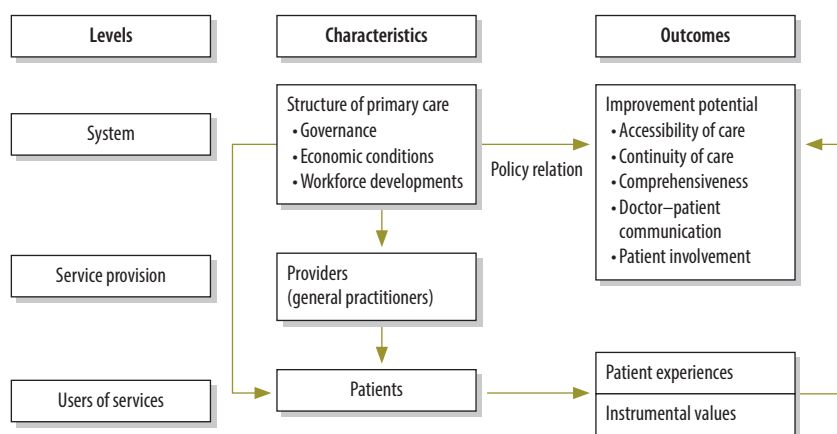 Levels
Characteristics
Outcomes
System
Structure of primary care
• Governance
• Economic conditions
• Workforce developments
Policy relation
Improvement potential
• Accessibility of care
• Continuity of care
• Comprehensiveness
• Doctor–patient
communication
• Patient involvement
Service provision
Providers
(general practitioners)
Users of services
Patients
Patient experiences
Instrumental values